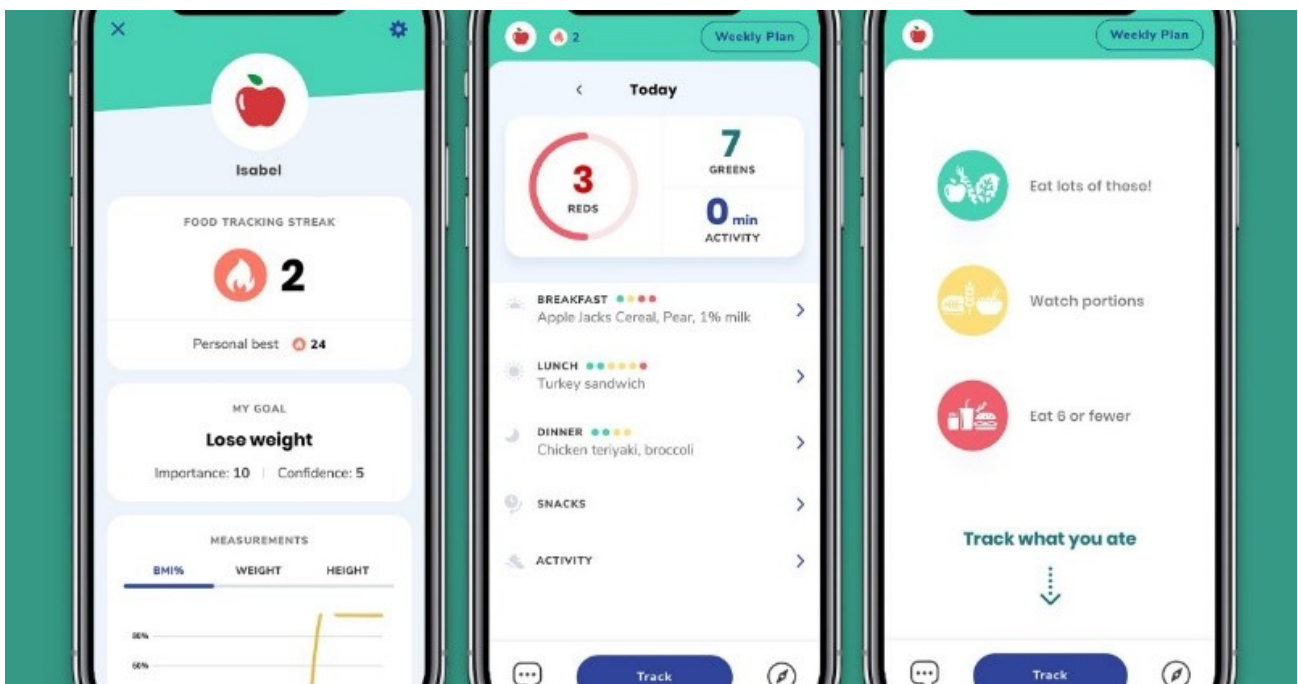 Isabel
FOOD TRACKING STREAK
2
Personal best 24
MY GOAL
Lose weight
Importance: 10 | Confidence: 5
MEASUREMENTS
BMI% WEIGHT HEIGHT
80%
60%
2 Weekly Plan
< Today
3
REDS
7
GREENS
0 min
ACTIVITY
BREAKFAST
Apple Jacks Cereal, Pear, 1% milk
LUNCH
Turkey sandwich
DINNER
Chicken teriyaki, broccoli
SNACKS
ACTIVITY
Track
Weekly Plan
Eat lots of these!
Watch portions
Eat 6 or fewer
Track what you ate
Track